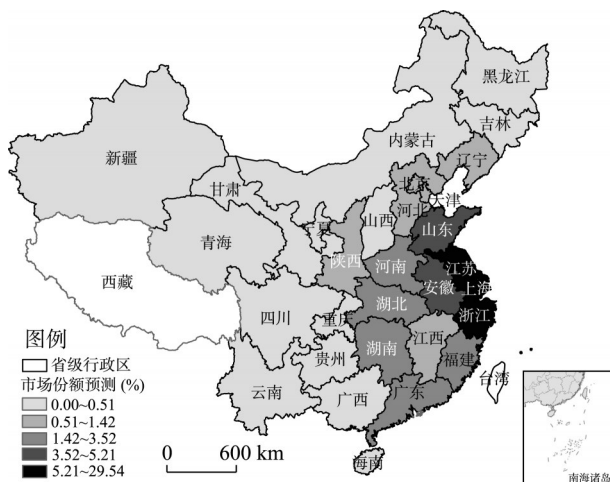 黑龙江
吉林
辽宁
内蒙古
新疆
甘肃
北京
天津
河北
山西
宁夏
山东
青海
陕西
河南
江苏
西藏
安徽
上海
湖北
浙江
四川
重庆
湖南
江西
贵州
福建
云南
广西
广东
台湾
海南
图例
省级行政区
市场份额预测 (%)
0.00~0.51
0.51~1.42
1.42~3.52
3.52~5.21
5.21~29.54
0 600 km
南海诸岛